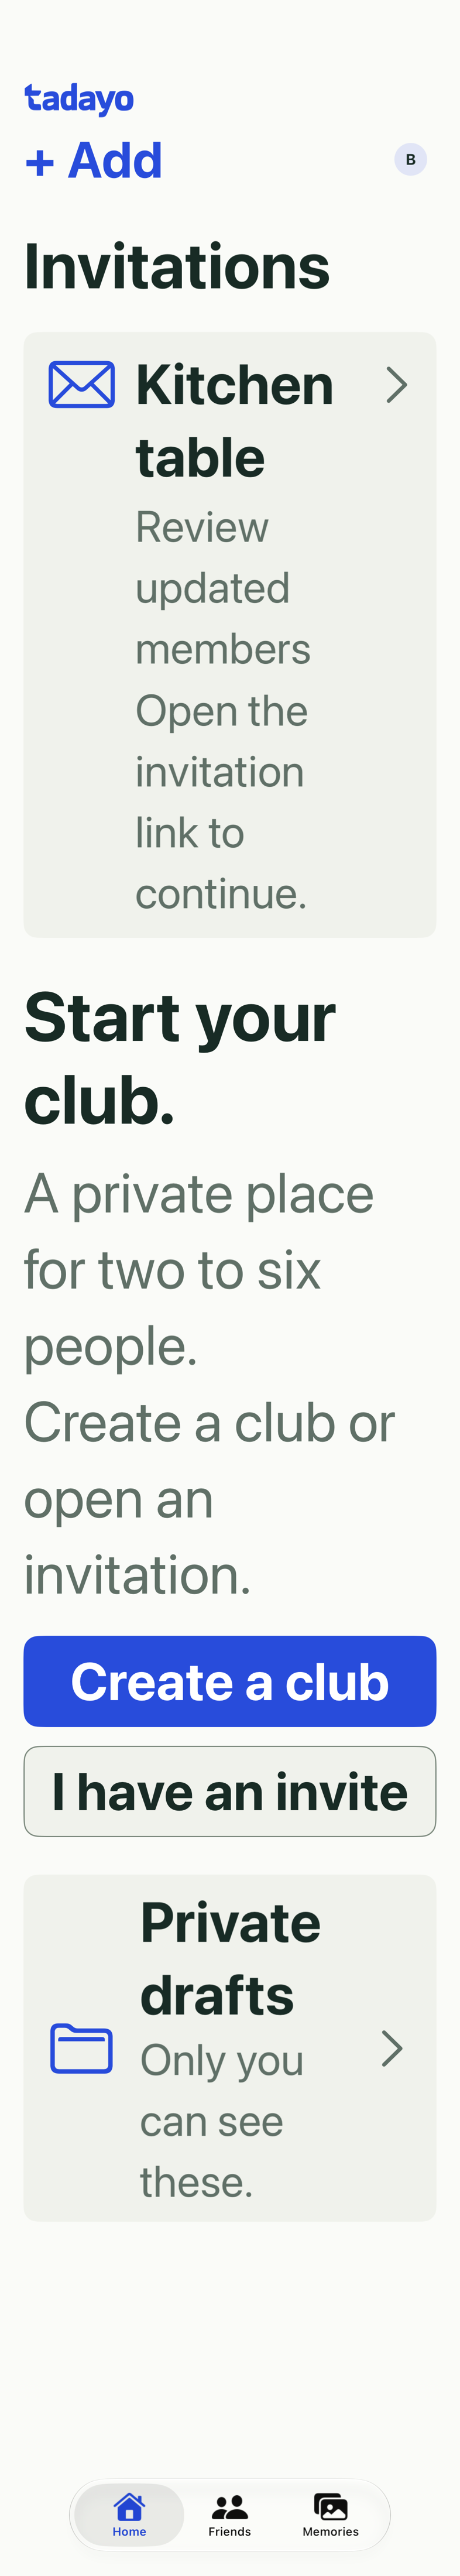 tadayo
+ Add
B
Invitations
Kitchen
table
Review
updated
members
Open the
invitation
link to
continue.
Start your
club.
A private place
for two to six
people.
Create a club or
open an
invitation.
Create a club
I have an invite
Private
drafts
Only you
can see
these.
Home
Friends
Memories